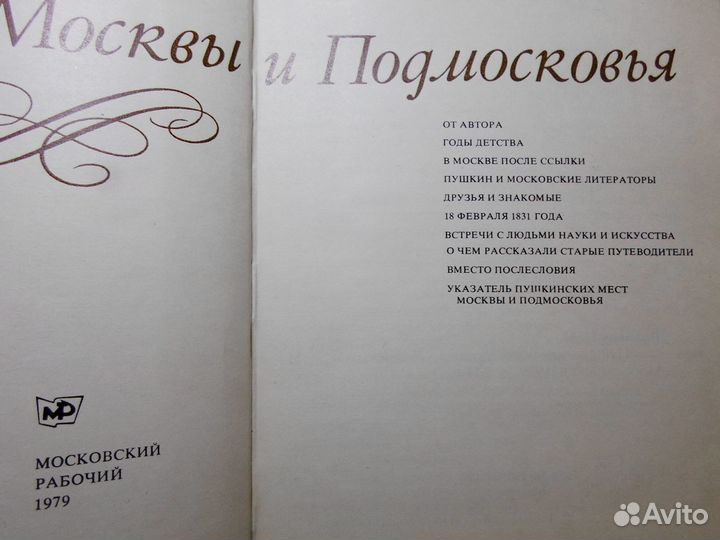 Москвы и Подмосковья
ОТ АВТОРА
ГОДЫ ДЕТСТВА
В МОСКВЕ ПОСЛЕ ССЫЛКИ
ПУШКИН И МОСКОВСКИЕ ЛИТЕРАТОРЫ
ДРУЗЬЯ И ЗНАКОМЫЕ
18 ФЕВРАЛЯ 1831 ГОДА
ВСТРЕЧИ С ЛЮДЬМИ НАУКИ И ИСКУССТВА
О ЧЕМ РАССКАЗАЛИ СТАРЫЕ ПУТЕВОДИТЕЛИ
ВМЕСТО ПОСЛЕСЛОВИЯ
УКАЗАТЕЛЬ ПУШКИНСКИХ МЕСТ
МОСКВЫ И ПОДМОСКОВЬЯ
МР
МОСКОВСКИЙ
РАБОЧИЙ
1979
Avito